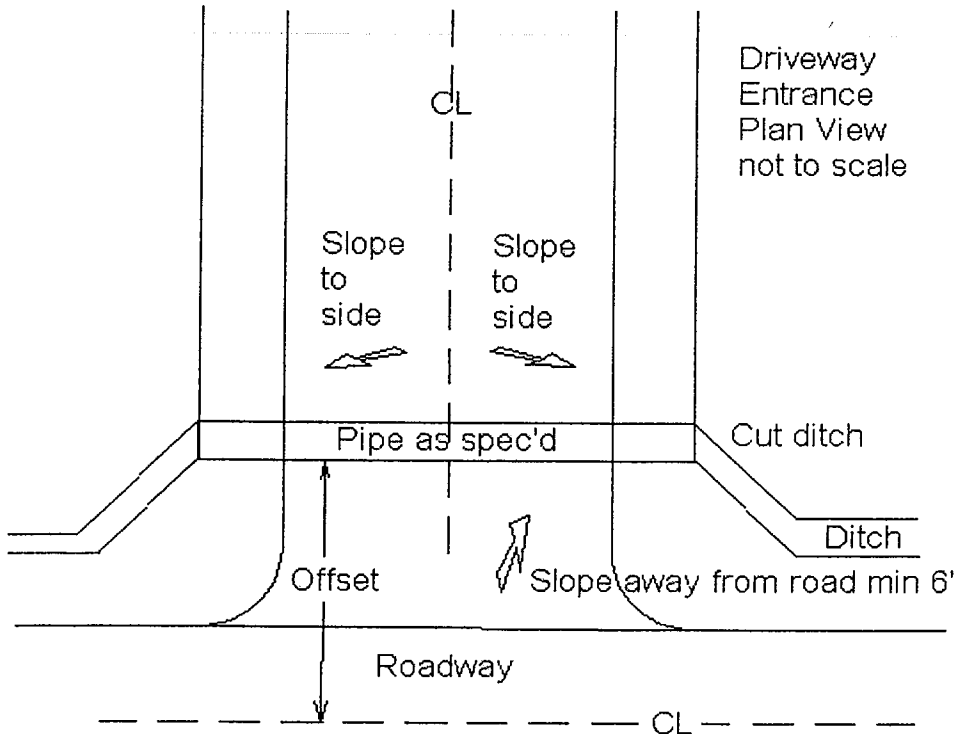 Driveway
Entrance
Plan View
not to scale
CL
Slope
to
side
Slope
to
side
Pipe as spec'd
Cut ditch
Ditch
Offset
Slope away from road min 6'
Roadway
CL